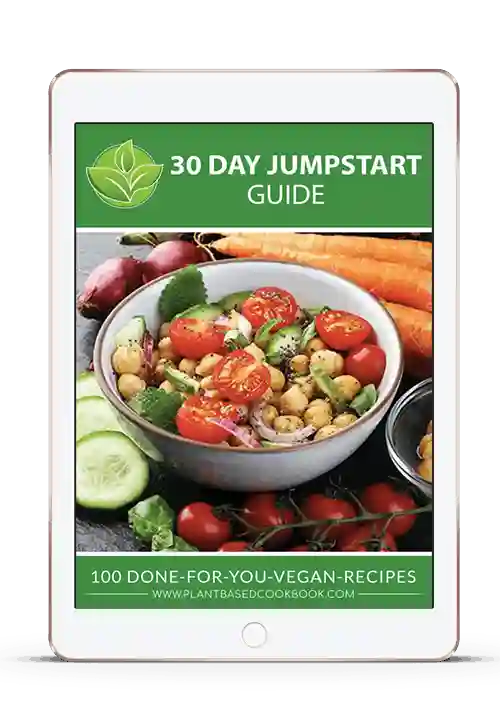 30 DAY JUMPSTART
GUIDE
100 DONE-FOR-YOU-VEGAN-RECIPES
WWW.PLANTBASEDCOOKBOOK.COM